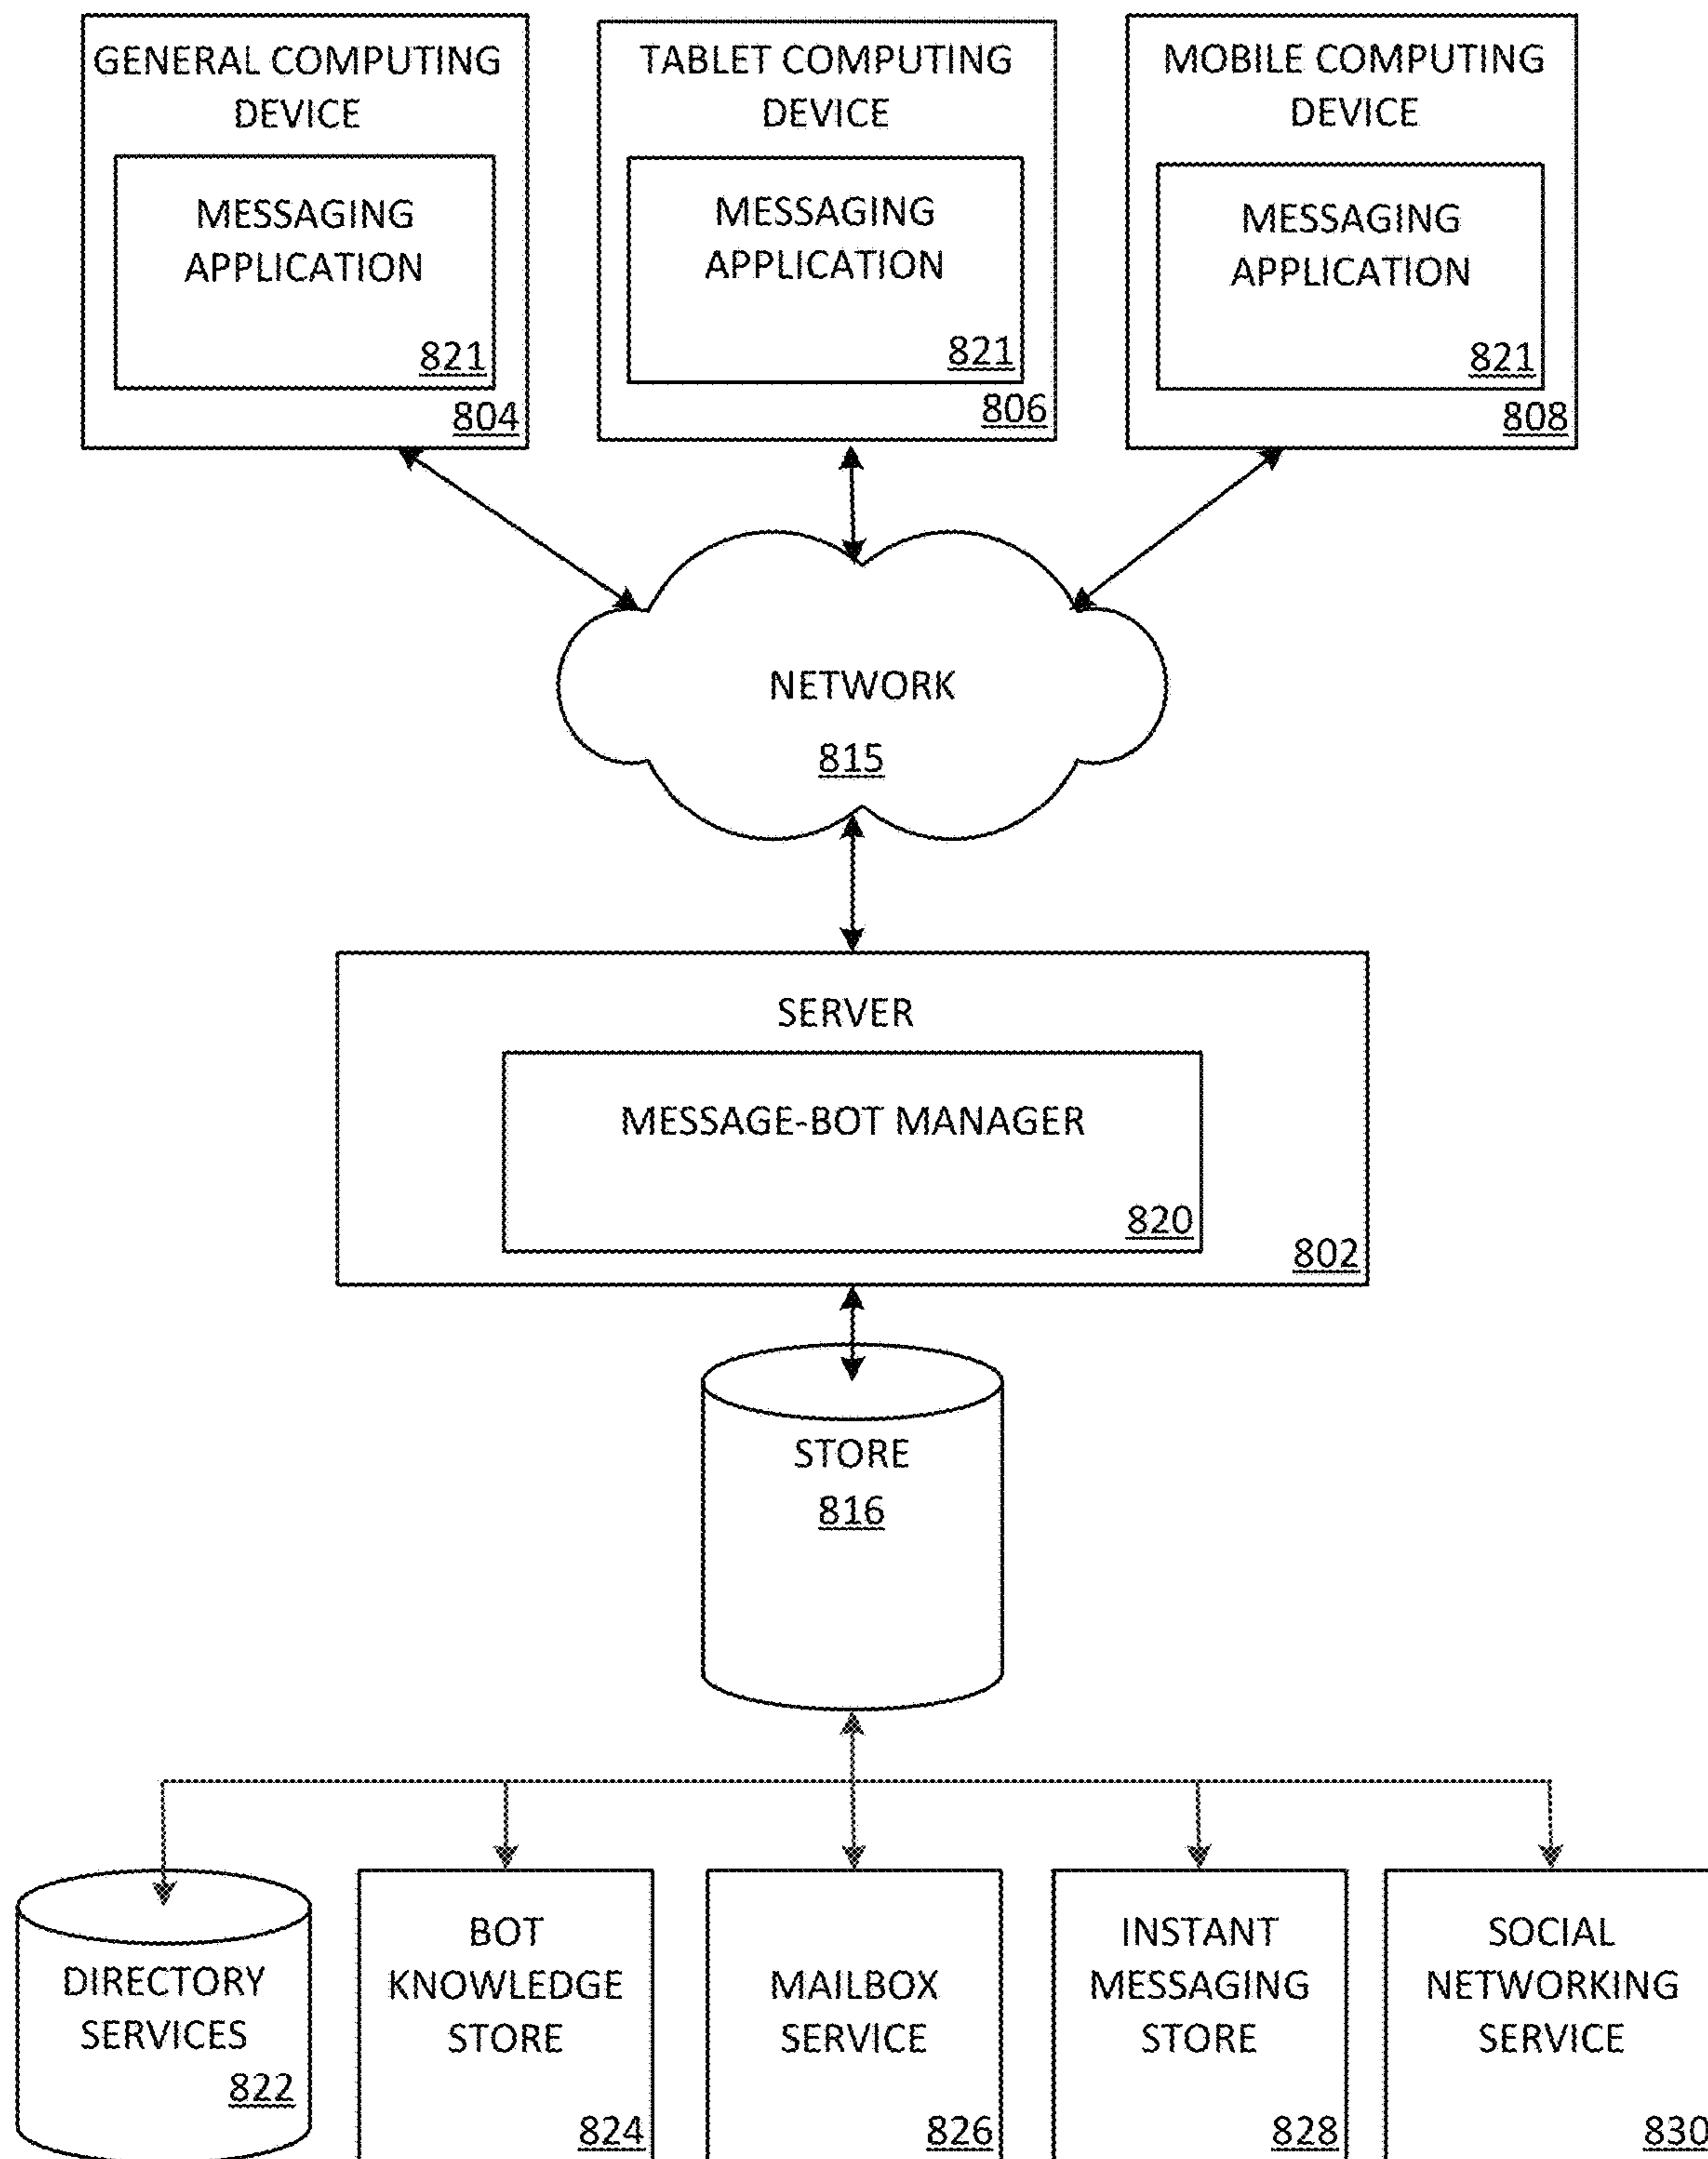 GENERAL COMPUTING
DEVICE
MESSAGING
APPLICATION
821
804
TABLET COMPUTING
DEVICE
MESSAGING
APPLICATION
821
806
MOBILE COMPUTING
DEVICE
MESSAGING
APPLICATION
821
808
NETWORK
815
SERVER
MESSAGE-BOT MANAGER
820
802
STORE
816
DIRECTORY
SERVICES
822
BOT
KNOWLEDGE
STORE
824
MAILBOX
SERVICE
826
INSTANT
MESSAGING
STORE
828
SOCIAL
NETWORKING
SERVICE
830